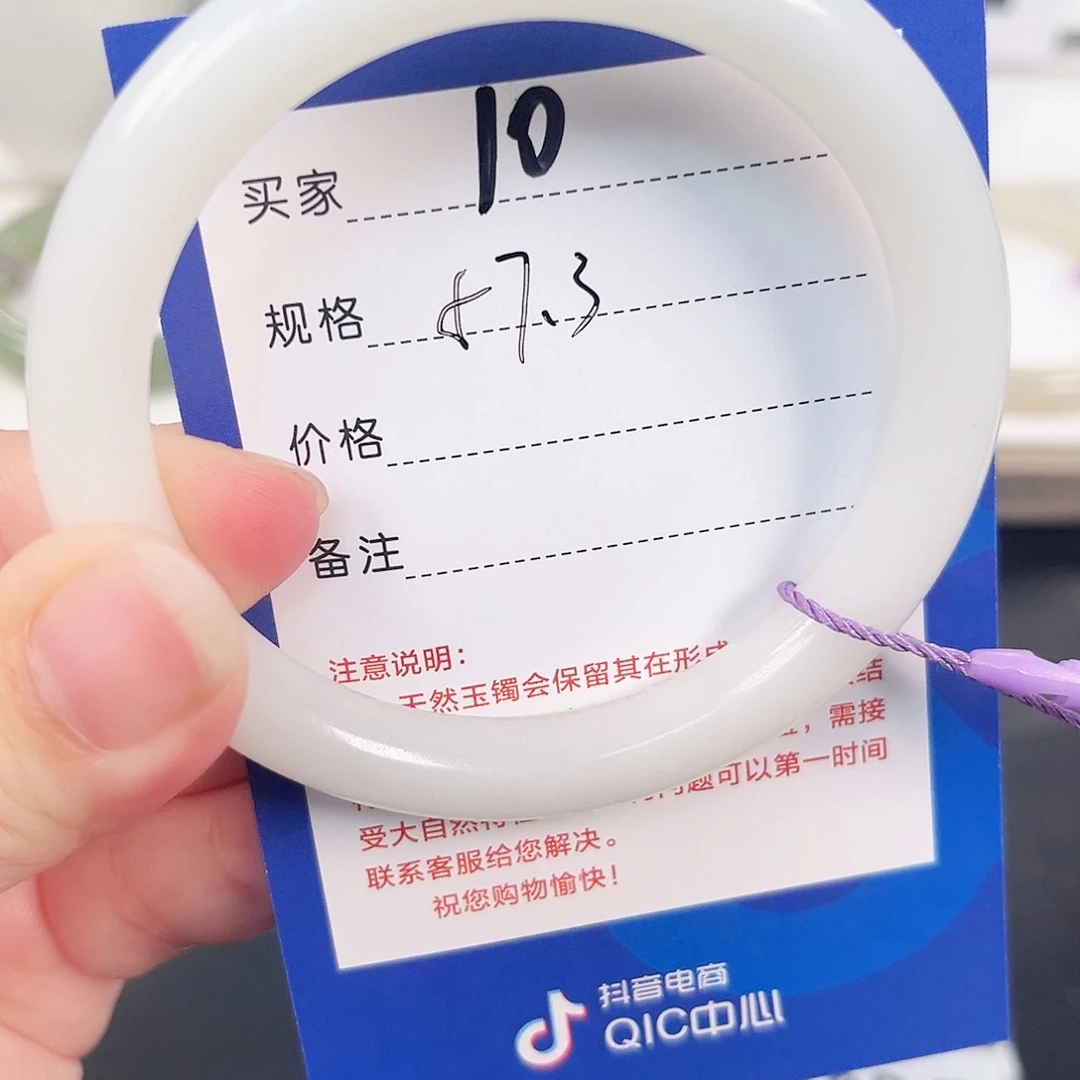 买家 10
规格 57.3
价格
备注
注意说明：
天然玉镯会保留其在形成
结
，需接
问题可以第一时间
受大自然特
联系客服给您解决。
祝您购物愉快！
抖音电商
QIC中心